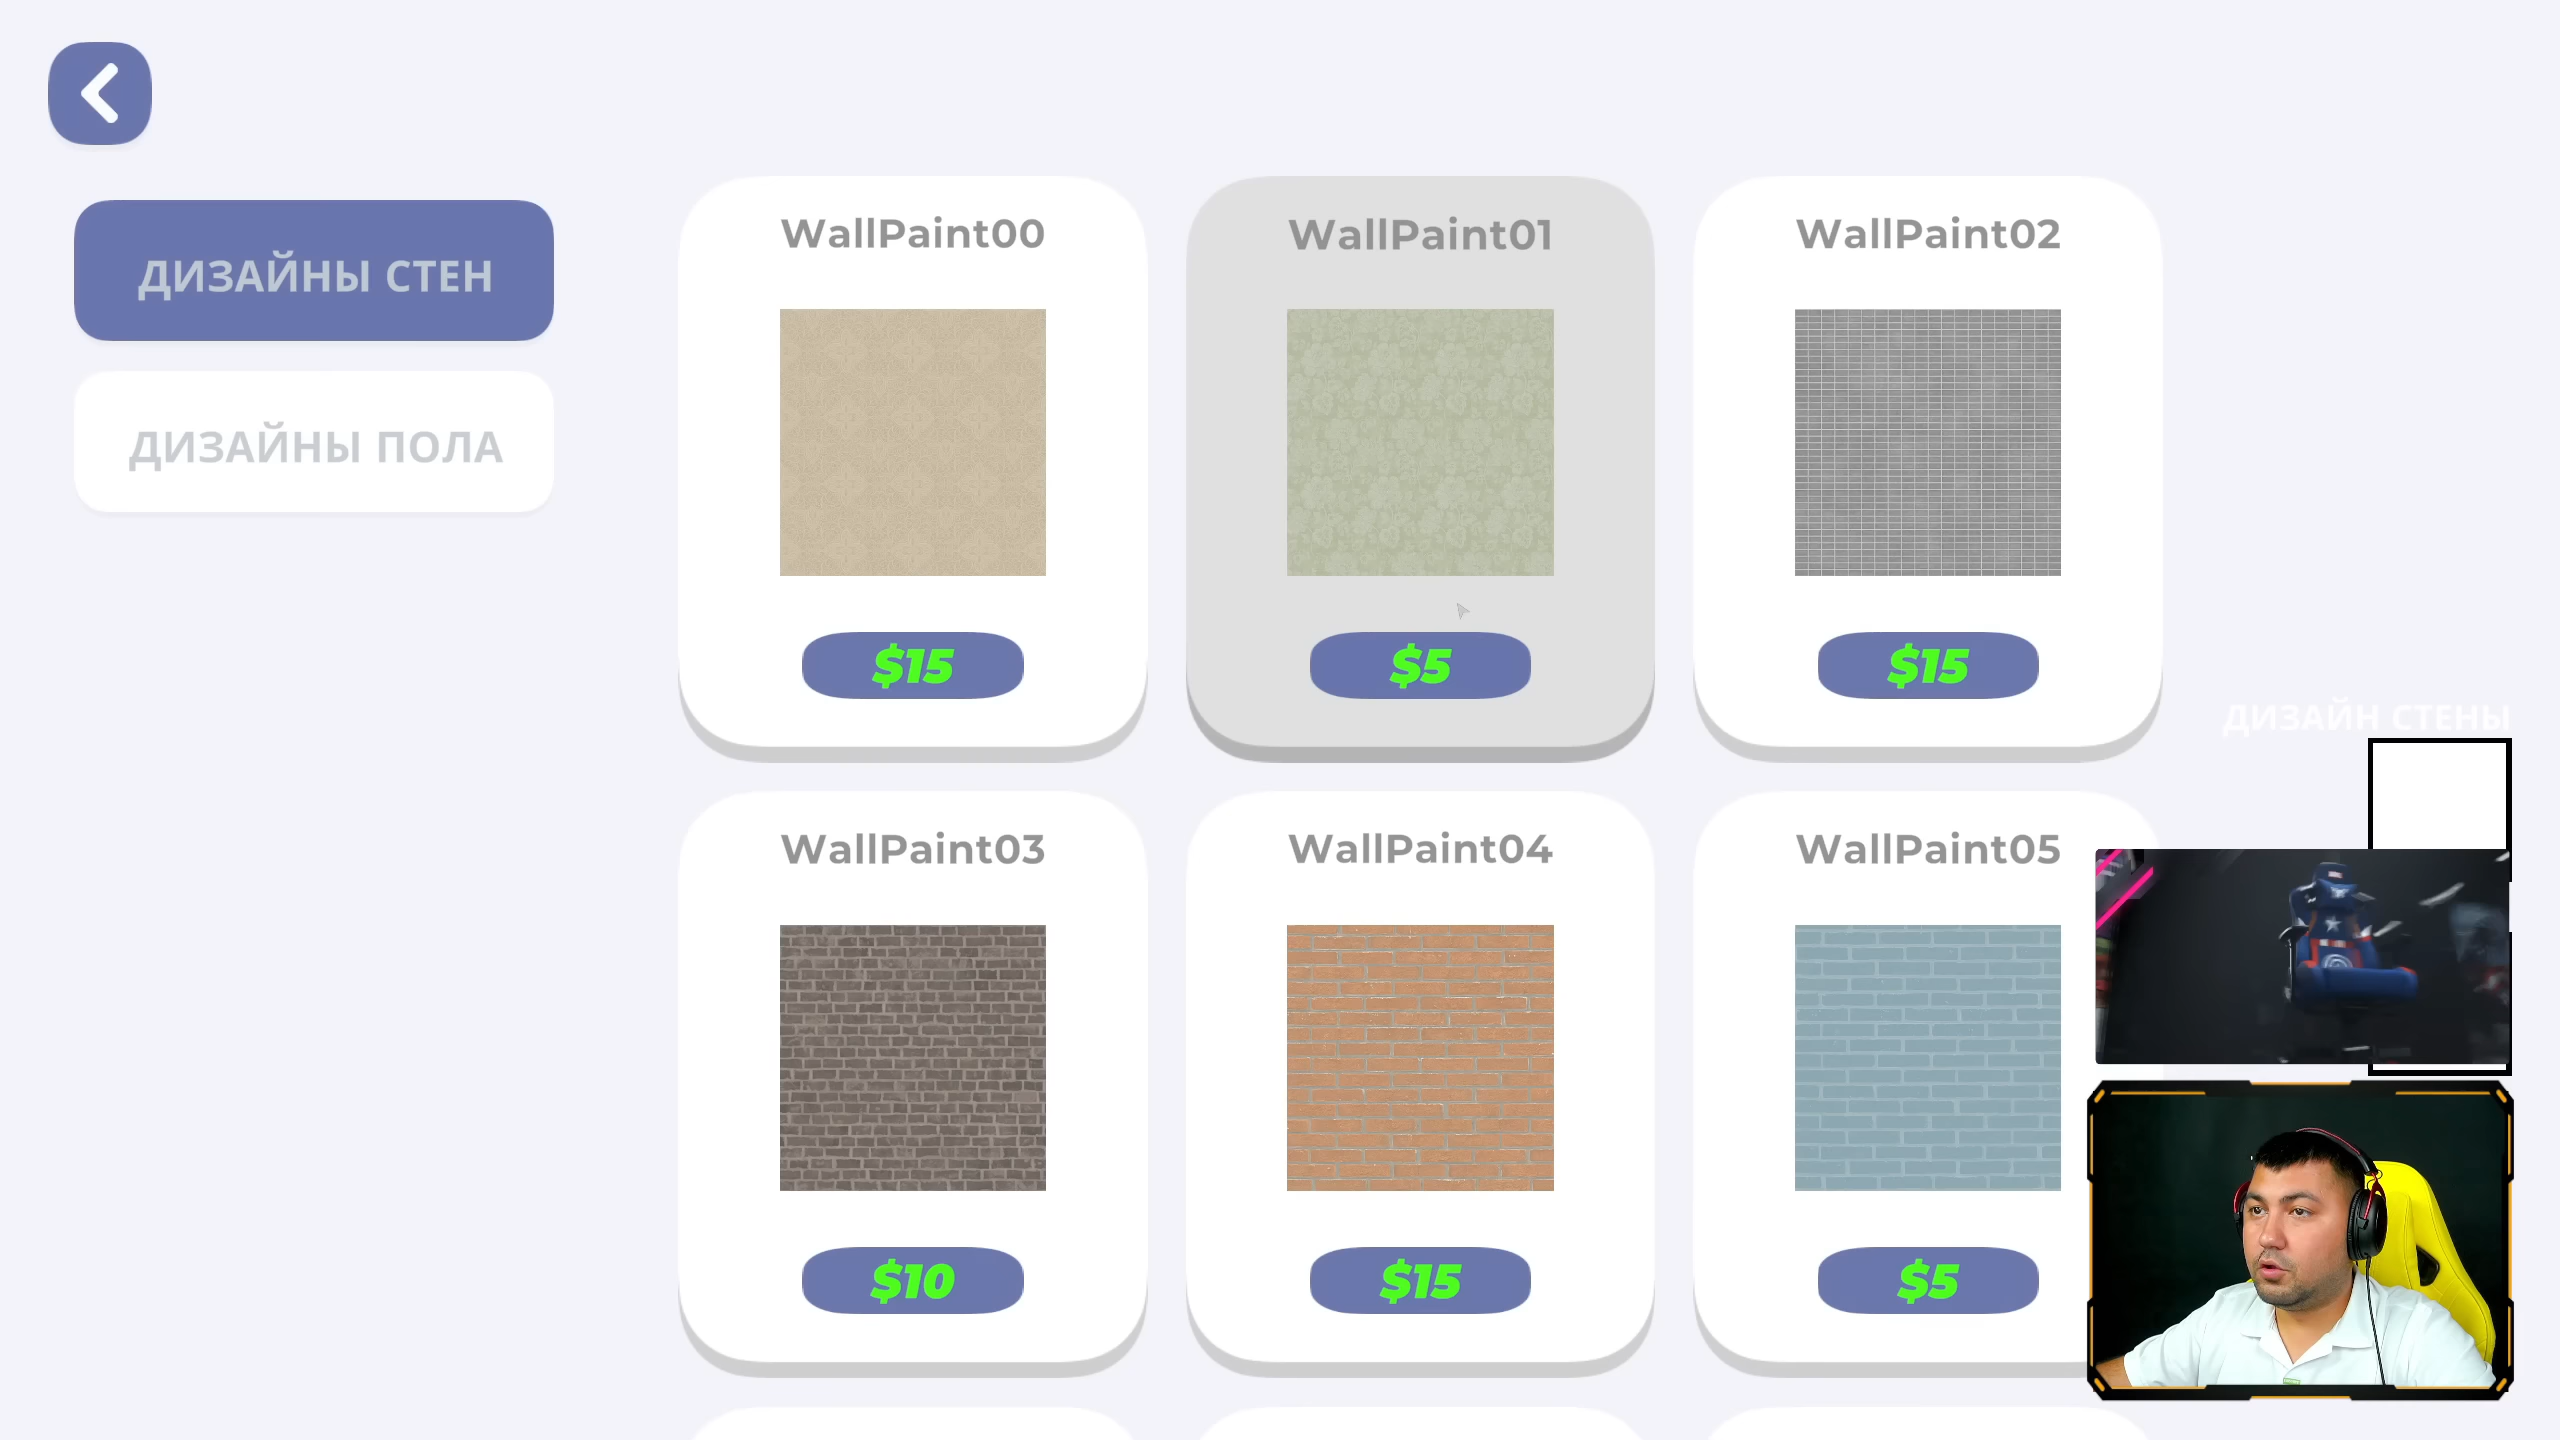 ДИЗАЙНЫ СТЕН
ДИЗАЙНЫ ПОЛА
WallPaint00
WallPaint01
WallPaint02
$15
$5
$15
ДИЗАЙН СТЕНЫ
WallPaint03
WallPaint04
WallPaint05
$10
$15
$5